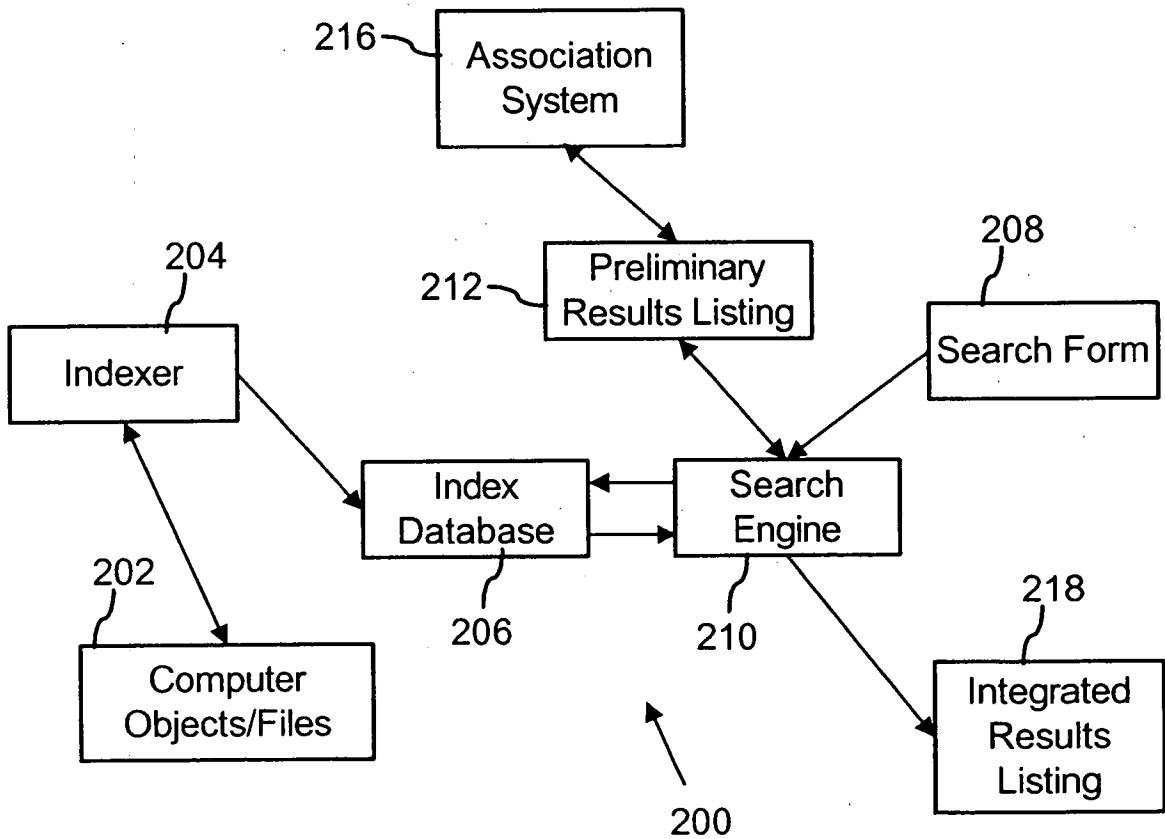 216
Association
System
204
212
Preliminary
Results Listing
208
Indexer
Search Form
Index
Database
206
Search
Engine
210
202
Computer
Objects/Files
218
Integrated
Results
Listing
200